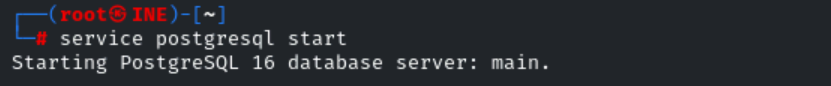 ┌──(root㉿INE)-[~]
└─# service postgresql start
Starting PostgreSQL 16 database server: main.